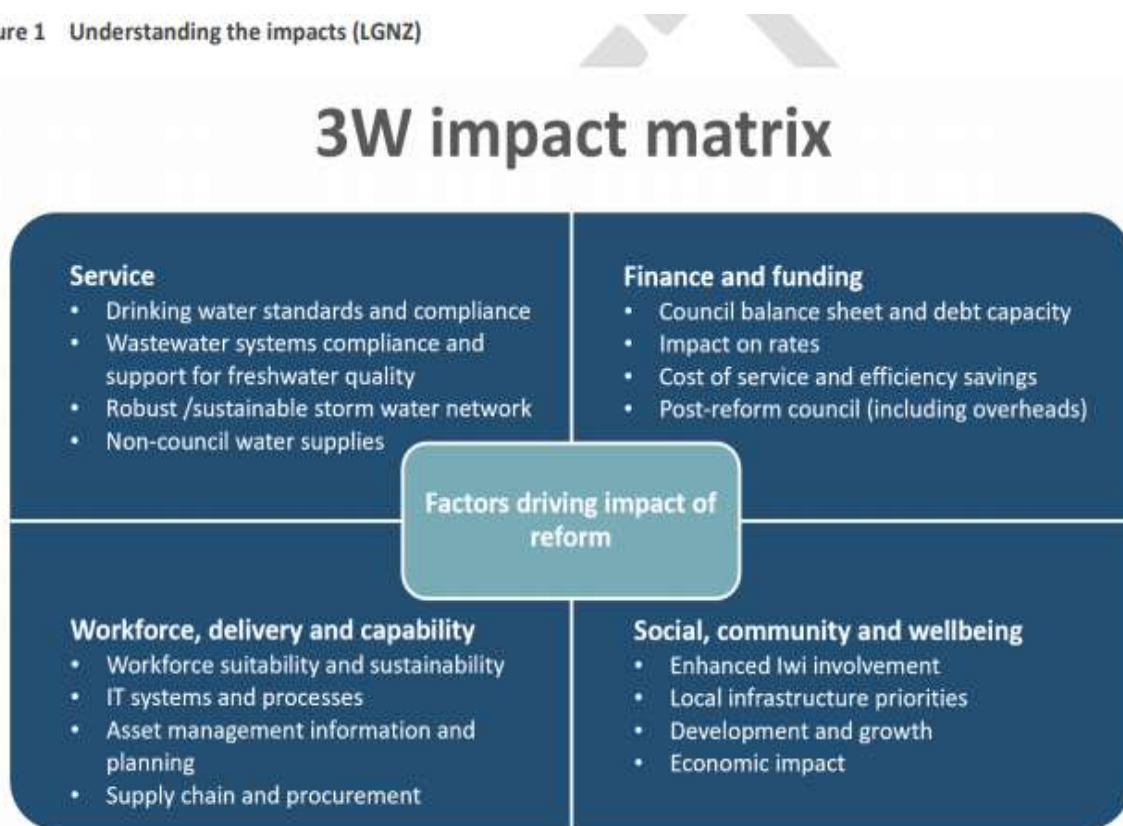 ure 1 Understanding the impacts (LGNZ)
3W impact matrix
Service
• Drinking water standards and compliance
• Wastewater systems compliance and
support for freshwater quality
• Robust /sustainable storm water network
• Non-council water supplies
Finance and funding
• Council balance sheet and debt capacity
• Impact on rates
• Cost of service and efficiency savings
• Post-reform council (including overheads)
Factors driving impact of
reform
Workforce, delivery and capability
• Workforce suitability and sustainability
• IT systems and processes
• Asset management information and
planning
• Supply chain and procurement
Social, community and wellbeing
• Enhanced Iwi involvement
• Local infrastructure priorities
• Development and growth
• Economic impact